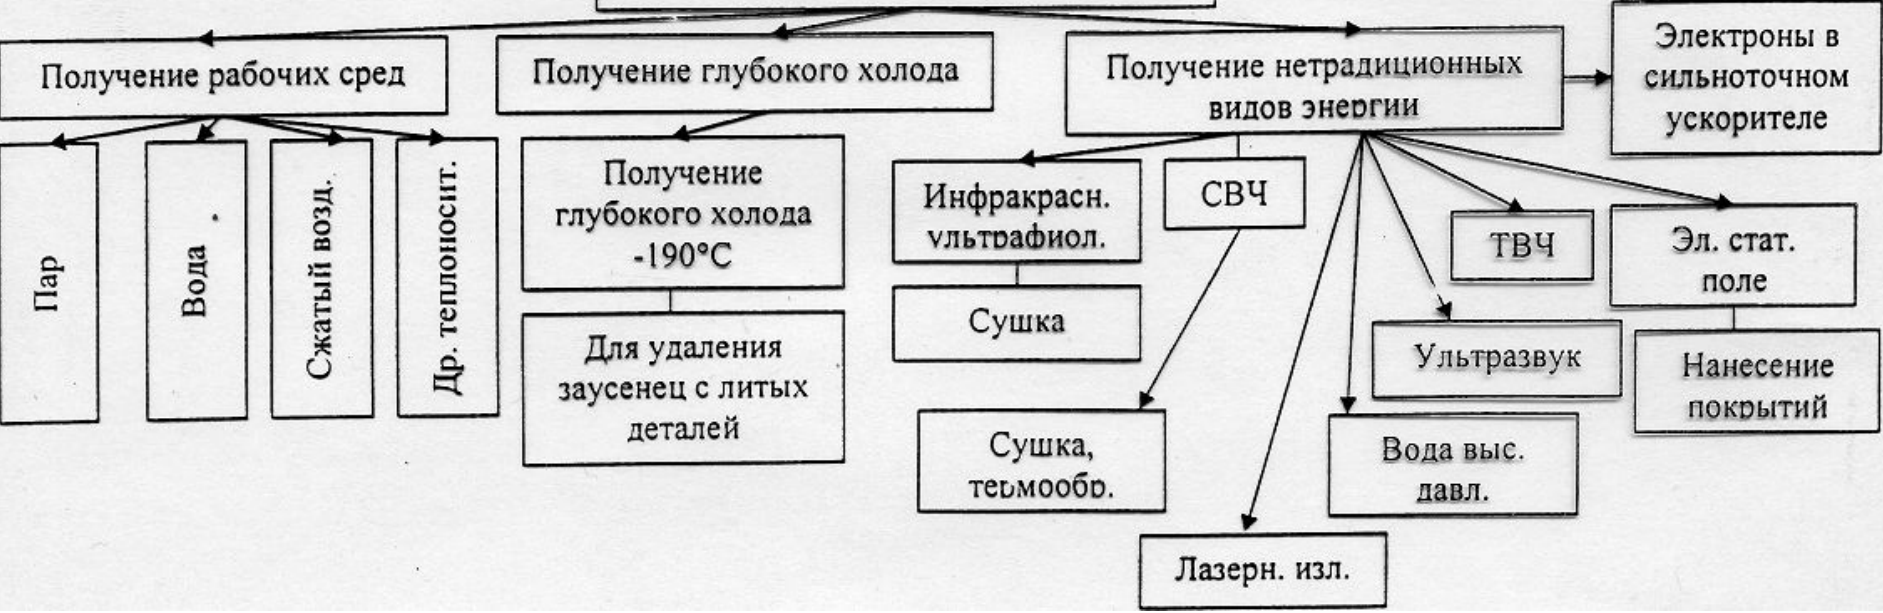 Получение рабочих сред
Получение глубокого холода
Получение нетрадиционных
видов энергии
Электроны в
сильноточном
ускорителе
Пар
Вода
Сжатый возд.
Др. теплоносит.
Получение
глубокого холода
-190°С
Для удаления
заусенец с литых
деталей
Инфракрасн.
ультрафиол.
Сушка
СВЧ
Сушка,
термообр.
Лазерн. изл.
Вода выс.
давл.
Ультразвук
ТВЧ
Эл. стат.
поле
Нанесение
покрытий